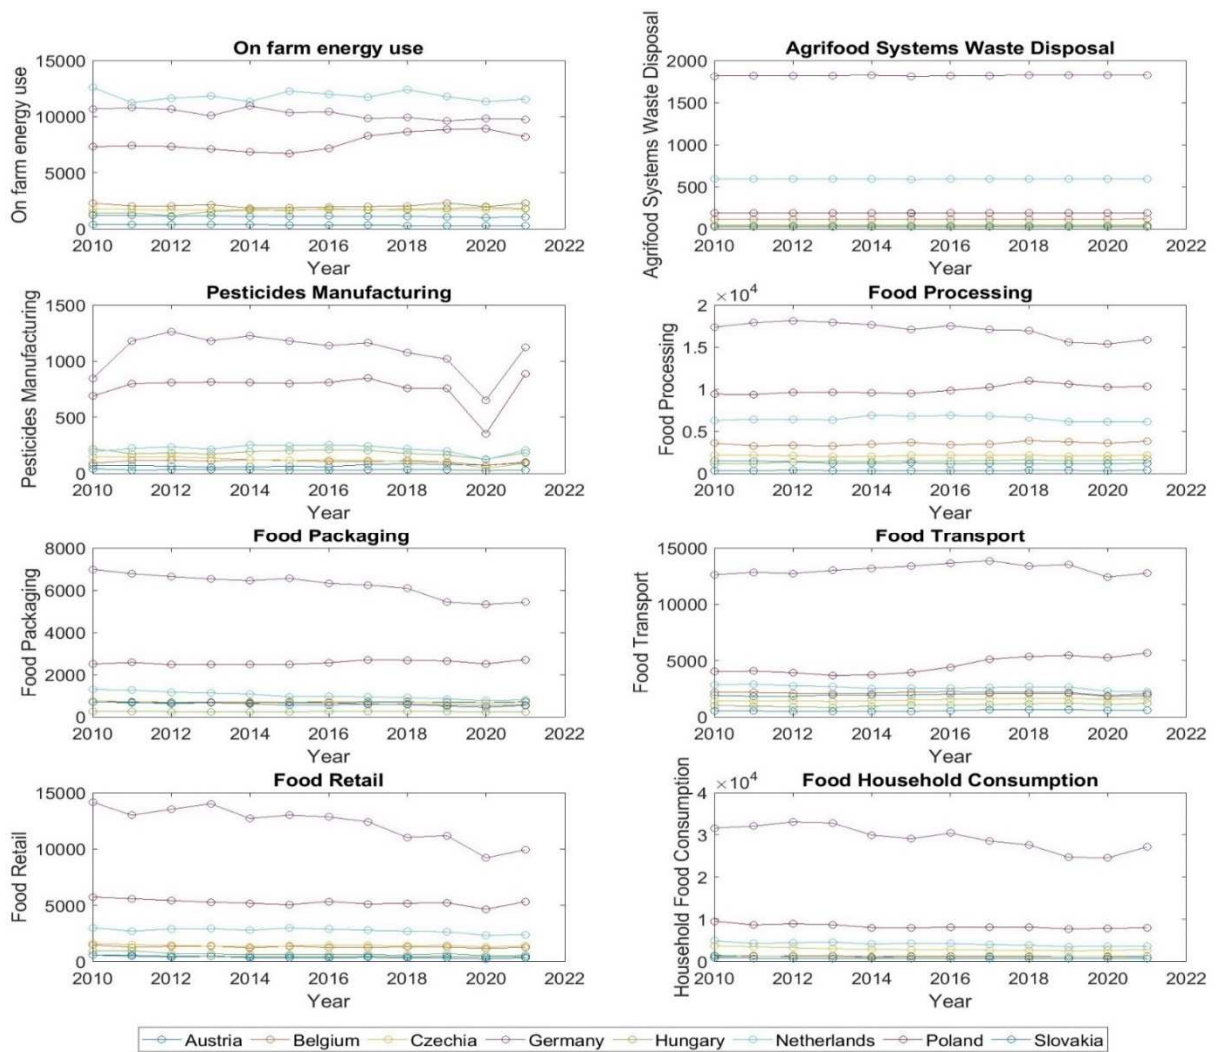 On farm energy use
On farm energy use
15000
10000
5000
0
2010 2012 2014 2016 2018 2020 2022
Year
Agrifood Systems Waste Disposal
Agrifood Systems Waste Disposal
2000
1500
1000
500
0
2010 2012 2014 2016 2018 2020 2022
Year
Pesticides Manufacturing
Pesticides Manufacturing
1500
1000
500
0
2010 2012 2014 2016 2018 2020 2022
Year
Food Processing
Food Processing
×10^4
2
1.5
1
0.5
0
2010 2012 2014 2016 2018 2020 2022
Year
Food Packaging
Food Packaging
8000
6000
4000
2000
0
2010 2012 2014 2016 2018 2020 2022
Year
Food Transport
Food Transport
15000
10000
5000
0
2010 2012 2014 2016 2018 2020 2022
Year
Food Retail
Food Retail
15000
10000
5000
0
2010 2012 2014 2016 2018 2020 2022
Year
Food Household Consumption
Household Food Consumption
×10^4
4
3
2
1
0
2010 2012 2014 2016 2018 2020 2022
Year
Austria Belgium Czechia Germany Hungary Netherlands Poland Slovakia